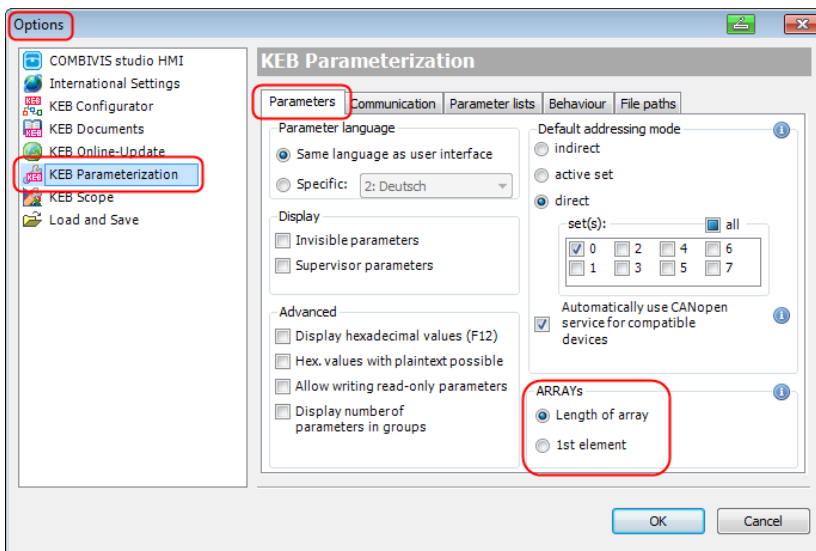 Options
COMBIVIS studio HMI
International Settings
KEB Configurator
KEB Documents
KEB Online-Update
KEB Parameterization
KEB Scope
Load and Save
KEB Parameterization
Parameters Communication Parameter lists Behaviour File paths
Parameter language
Same language as user interface
Specific: 2: Deutsch
Display
Invisible parameters
Supervisor parameters
Advanced
Display hexadecimal values (F12)
Hex. values with plaintext possible
Allow writing read-only parameters
Display number of
parameters in groups
Default addressing mode
indirect
active set
direct
set(s): all
0 2 4 6
1 3 5 7
Automatically use CANopen
service for compatible
devices
ARRAYs
Length of array
1st element
OK Cancel